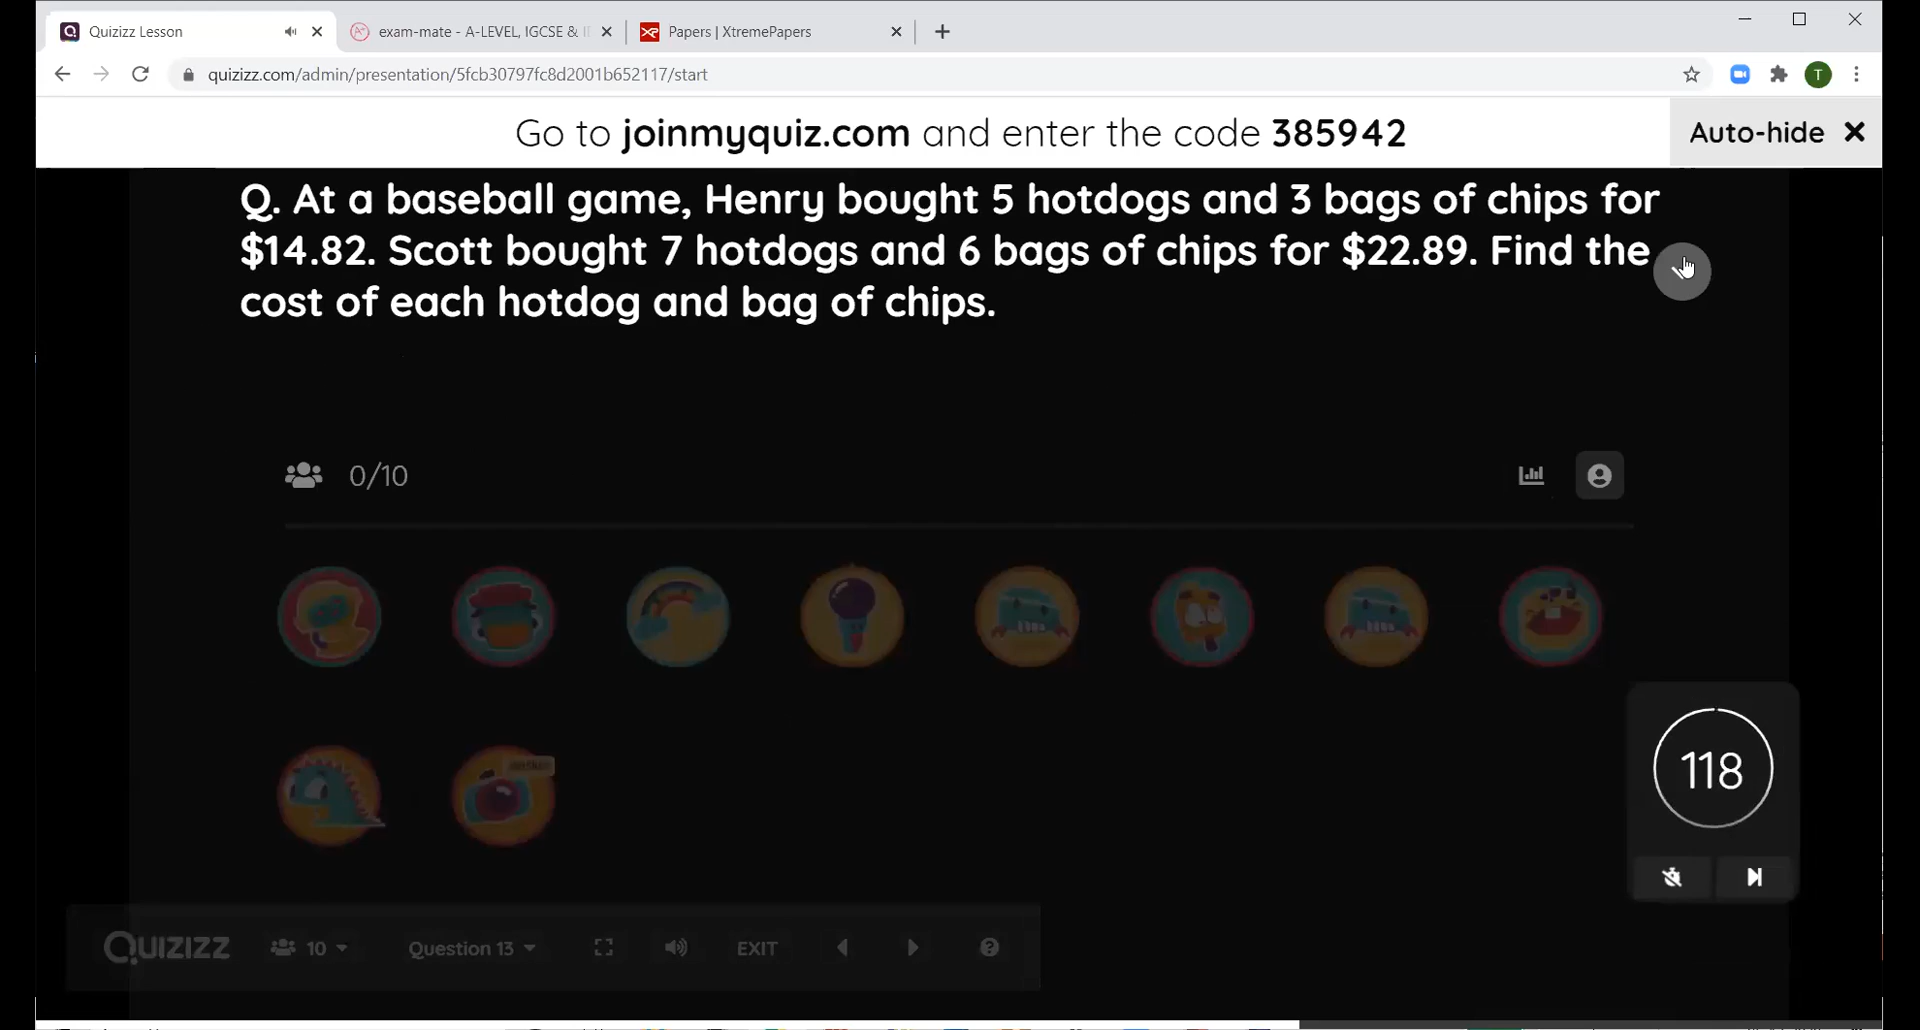 Quizizz Lesson
exam-mate - A-LEVEL, IGCSE &
Papers | XtremePapers
quizizz.com/admin/presentation/5fcb30797fc8d2001b652117/start
T
Go to joinmyquiz.com and enter the code 385942
Auto-hide
Q. At a baseball game, Henry bought 5 hotdogs and 3 bags of chips for
$14.82. Scott bought 7 hotdogs and 6 bags of chips for $22.89. Find the
cost of each hotdog and bag of chips.
0/10
118
QUIZIZZ
10
Question 13
EXIT